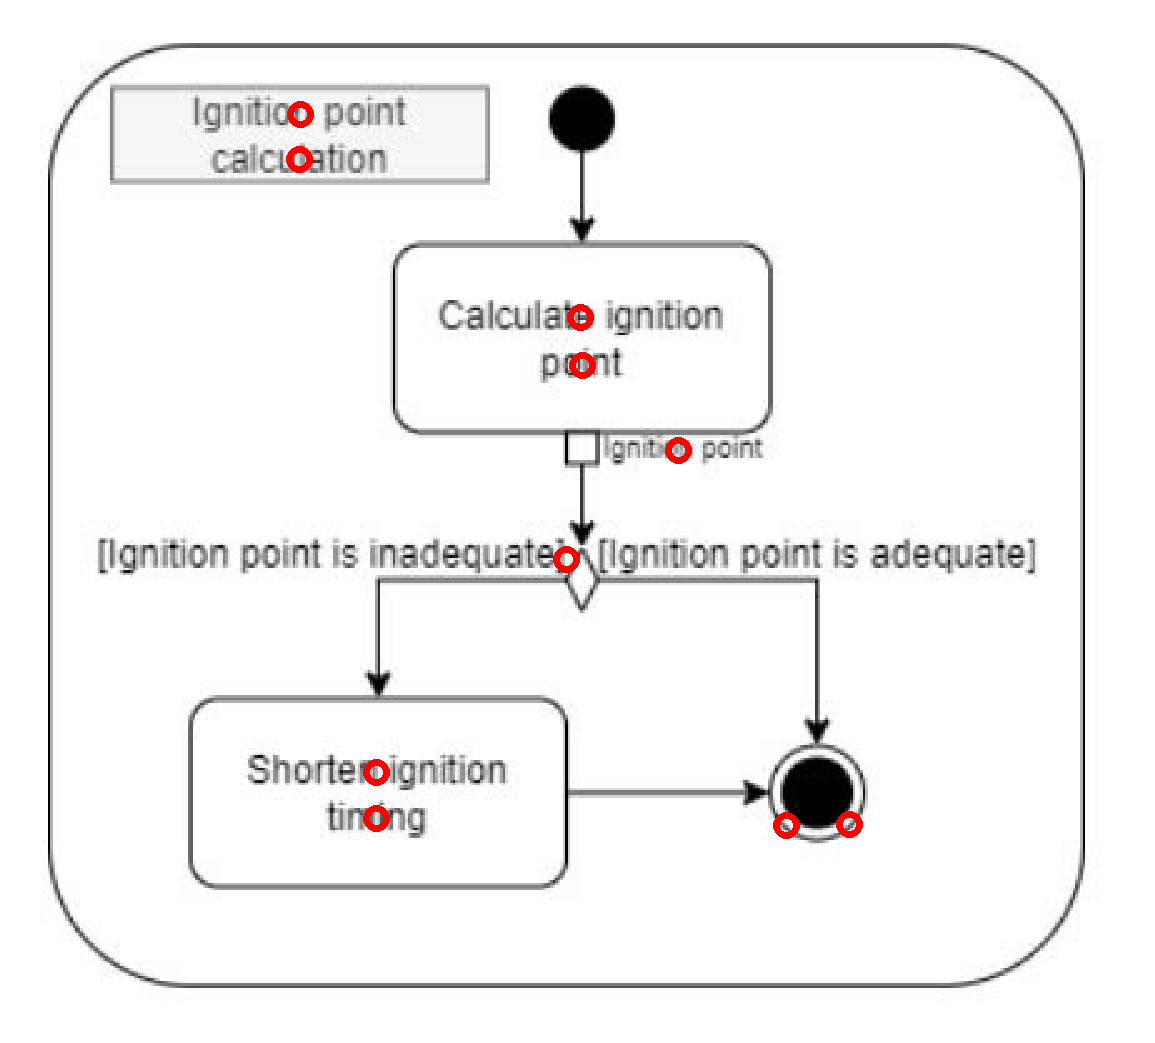 Ignition point
calculation
Calculate ignition
point
Ignition point
[Ignition point is inadequate] [Ignition point is adequate]
Shorten ignition
timing